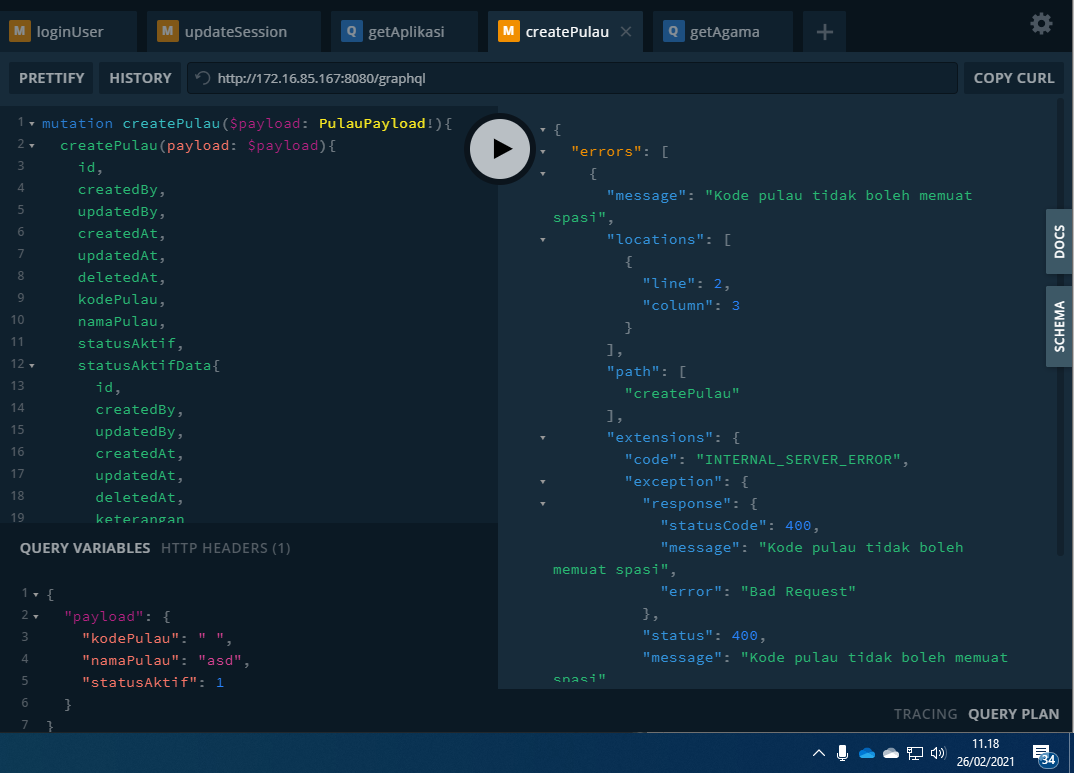 M loginUser
M updateSession
Q getAplikasi
M createPulau
Q getAgama
PRETTIFY
HISTORY
http://172.16.85.167:8080/graphql
COPY CURL
1 mutation createPulau($payload: PulauPayload!){
2 createPulau(payload: $payload){
3 id,
4 createdBy,
5 updatedBy,
6 createdAt,
7 updatedAt,
8 deletedAt,
9 kodePulau,
10 namaPulau,
11 statusAktif,
12 statusAktifData{
13 id,
14 createdBy,
15 updatedBy,
16 createdAt,
17 updatedAt,
18 deletedAt,
19 keterangan
QUERY VARIABLES HTTP HEADERS (1)
1 {
2 "payload": {
3 "kodePulau": " ",
4 "namaPulau": "asd",
5 "statusAktif": 1
6 }
7 }
{
"errors": [
{
"message": "Kode pulau tidak boleh memuat
spasi",
"locations": [
{
"line": 2,
"column": 3
}
],
"path": [
"createPulau"
],
"extensions": {
"code": "INTERNAL_SERVER_ERROR",
"exception": {
"response": {
"statusCode": 400,
"message": "Kode pulau tidak boleh
memuat spasi",
"error": "Bad Request"
},
"status": 400,
"message": "Kode pulau tidak boleh memuat
spasi"
DOCS
SCHEMA
TRACING QUERY PLAN
11.18
26/02/2021
34